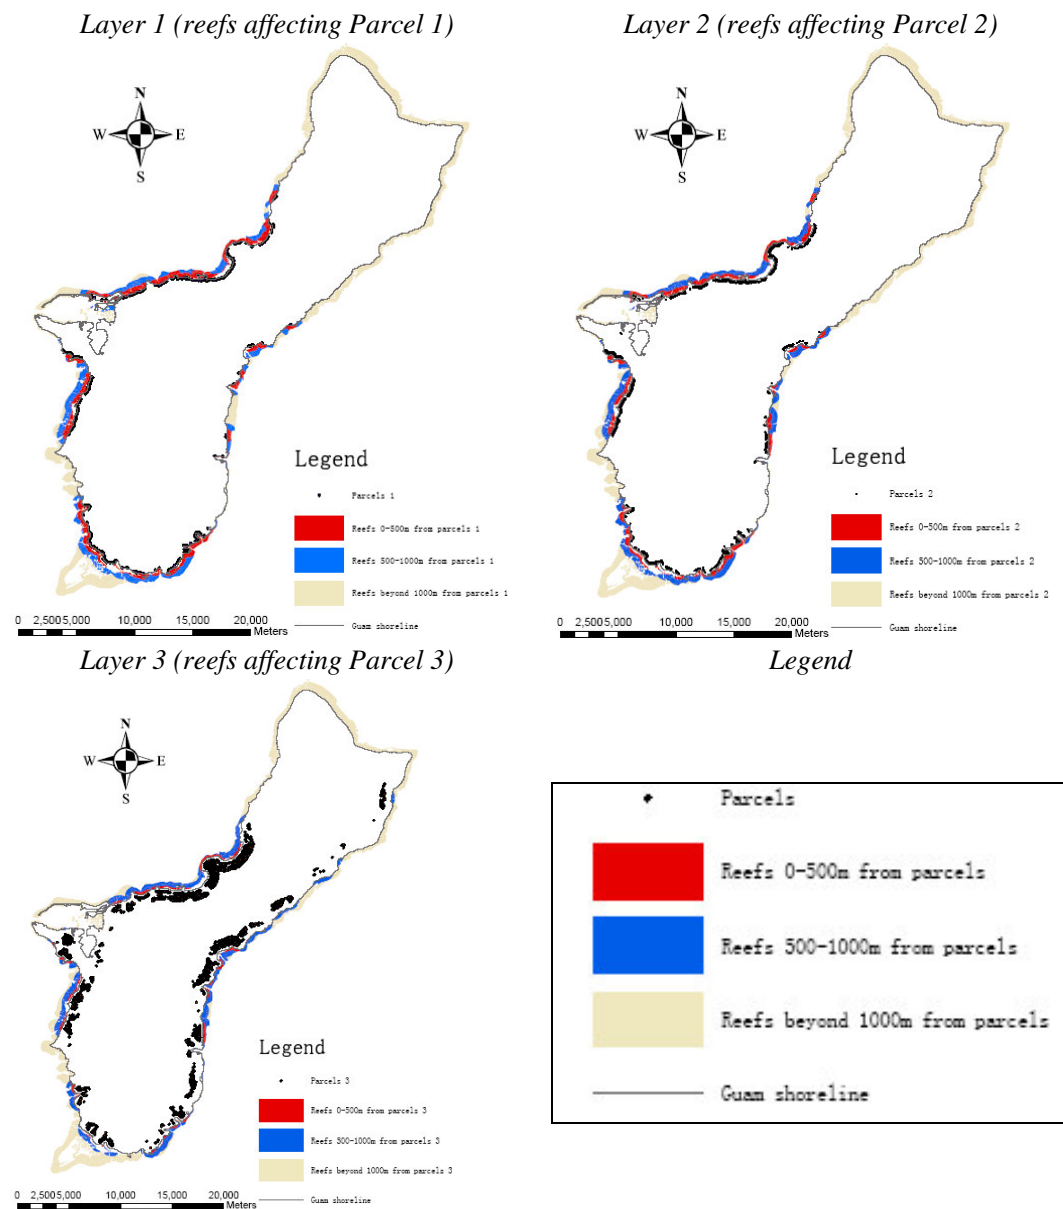 Layer 1 (reefs affecting Parcel 1)
N
W E
S
Legend
Parcels 1
Reefs 0-500m from parcels 1
Reefs 500-1000m from parcels 1
Reefs beyond 1000m from parcels 1
Guam shoreline
0 2,5005,000 10,000 15,000 20,000
Meters
Layer 2 (reefs affecting Parcel 2)
N
W E
S
Legend
Parcels 2
Reefs 0-500m from parcels 2
Reefs 500-1000m from parcels 2
Reefs beyond 1000m from parcels 2
Guam shoreline
0 2,5005,000 10,000 15,000 20,000
Meters
Layer 3 (reefs affecting Parcel 3)
N
W E
S
Legend
Parcels 3
Reefs 0-500m from parcels 3
Reefs 500-1000m from parcels 3
Reefs beyond 1000m from parcels 3
Guam shoreline
0 2,5005,000 10,000 15,000 20,000
Meters
Legend
Parcels
Reefs 0-500m from parcels
Reefs 500-1000m from parcels
Reefs beyond 1000m from parcels
Guam shoreline